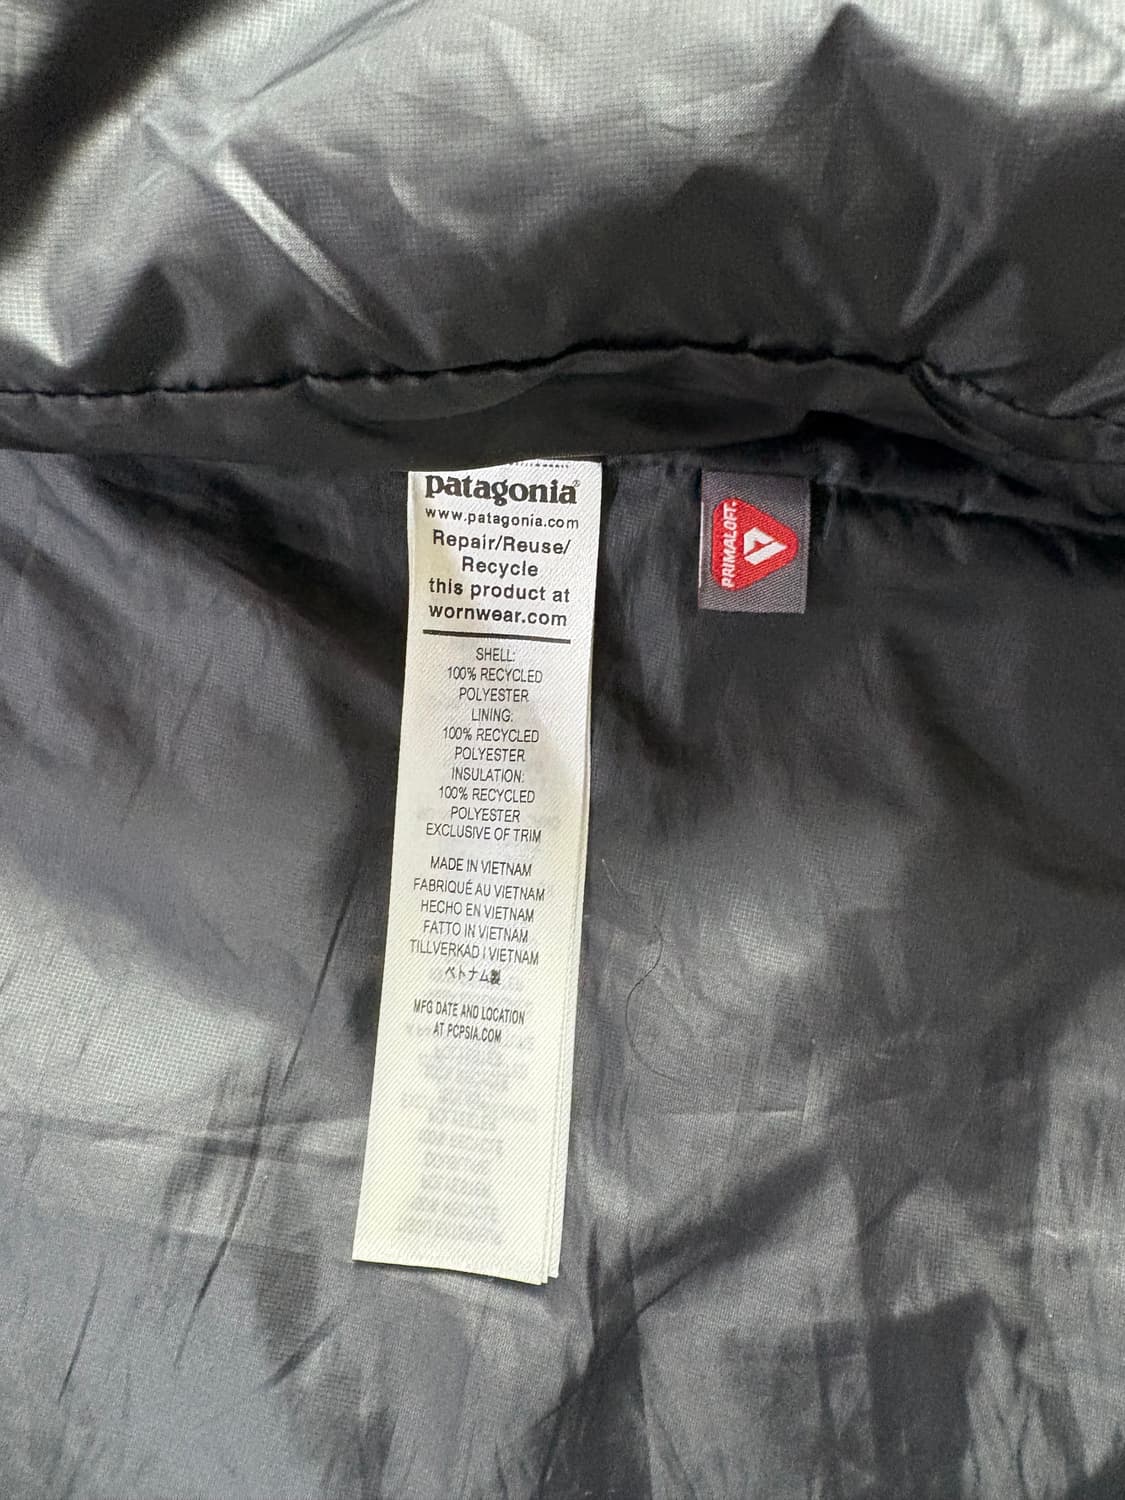 patagonia®
www.patagonia.com
Repair/Reuse/
Recycle
this product at
wornwear.com
SHELL:
100% RECYCLED
POLYESTER
LINING:
100% RECYCLED
POLYESTER
INSULATION:
100% RECYCLED
POLYESTER
EXCLUSIVE OF TRIM
MADE IN VIETNAM
FABRIQUÉ AU VIETNAM
HECHO EN VIETNAM
FATTO IN VIETNAM
TILLVERKAD I VIETNAM
ベトナム製
MFG DATE AND LOCATION
AT PCPSIA.COM
PRIMALOFT.